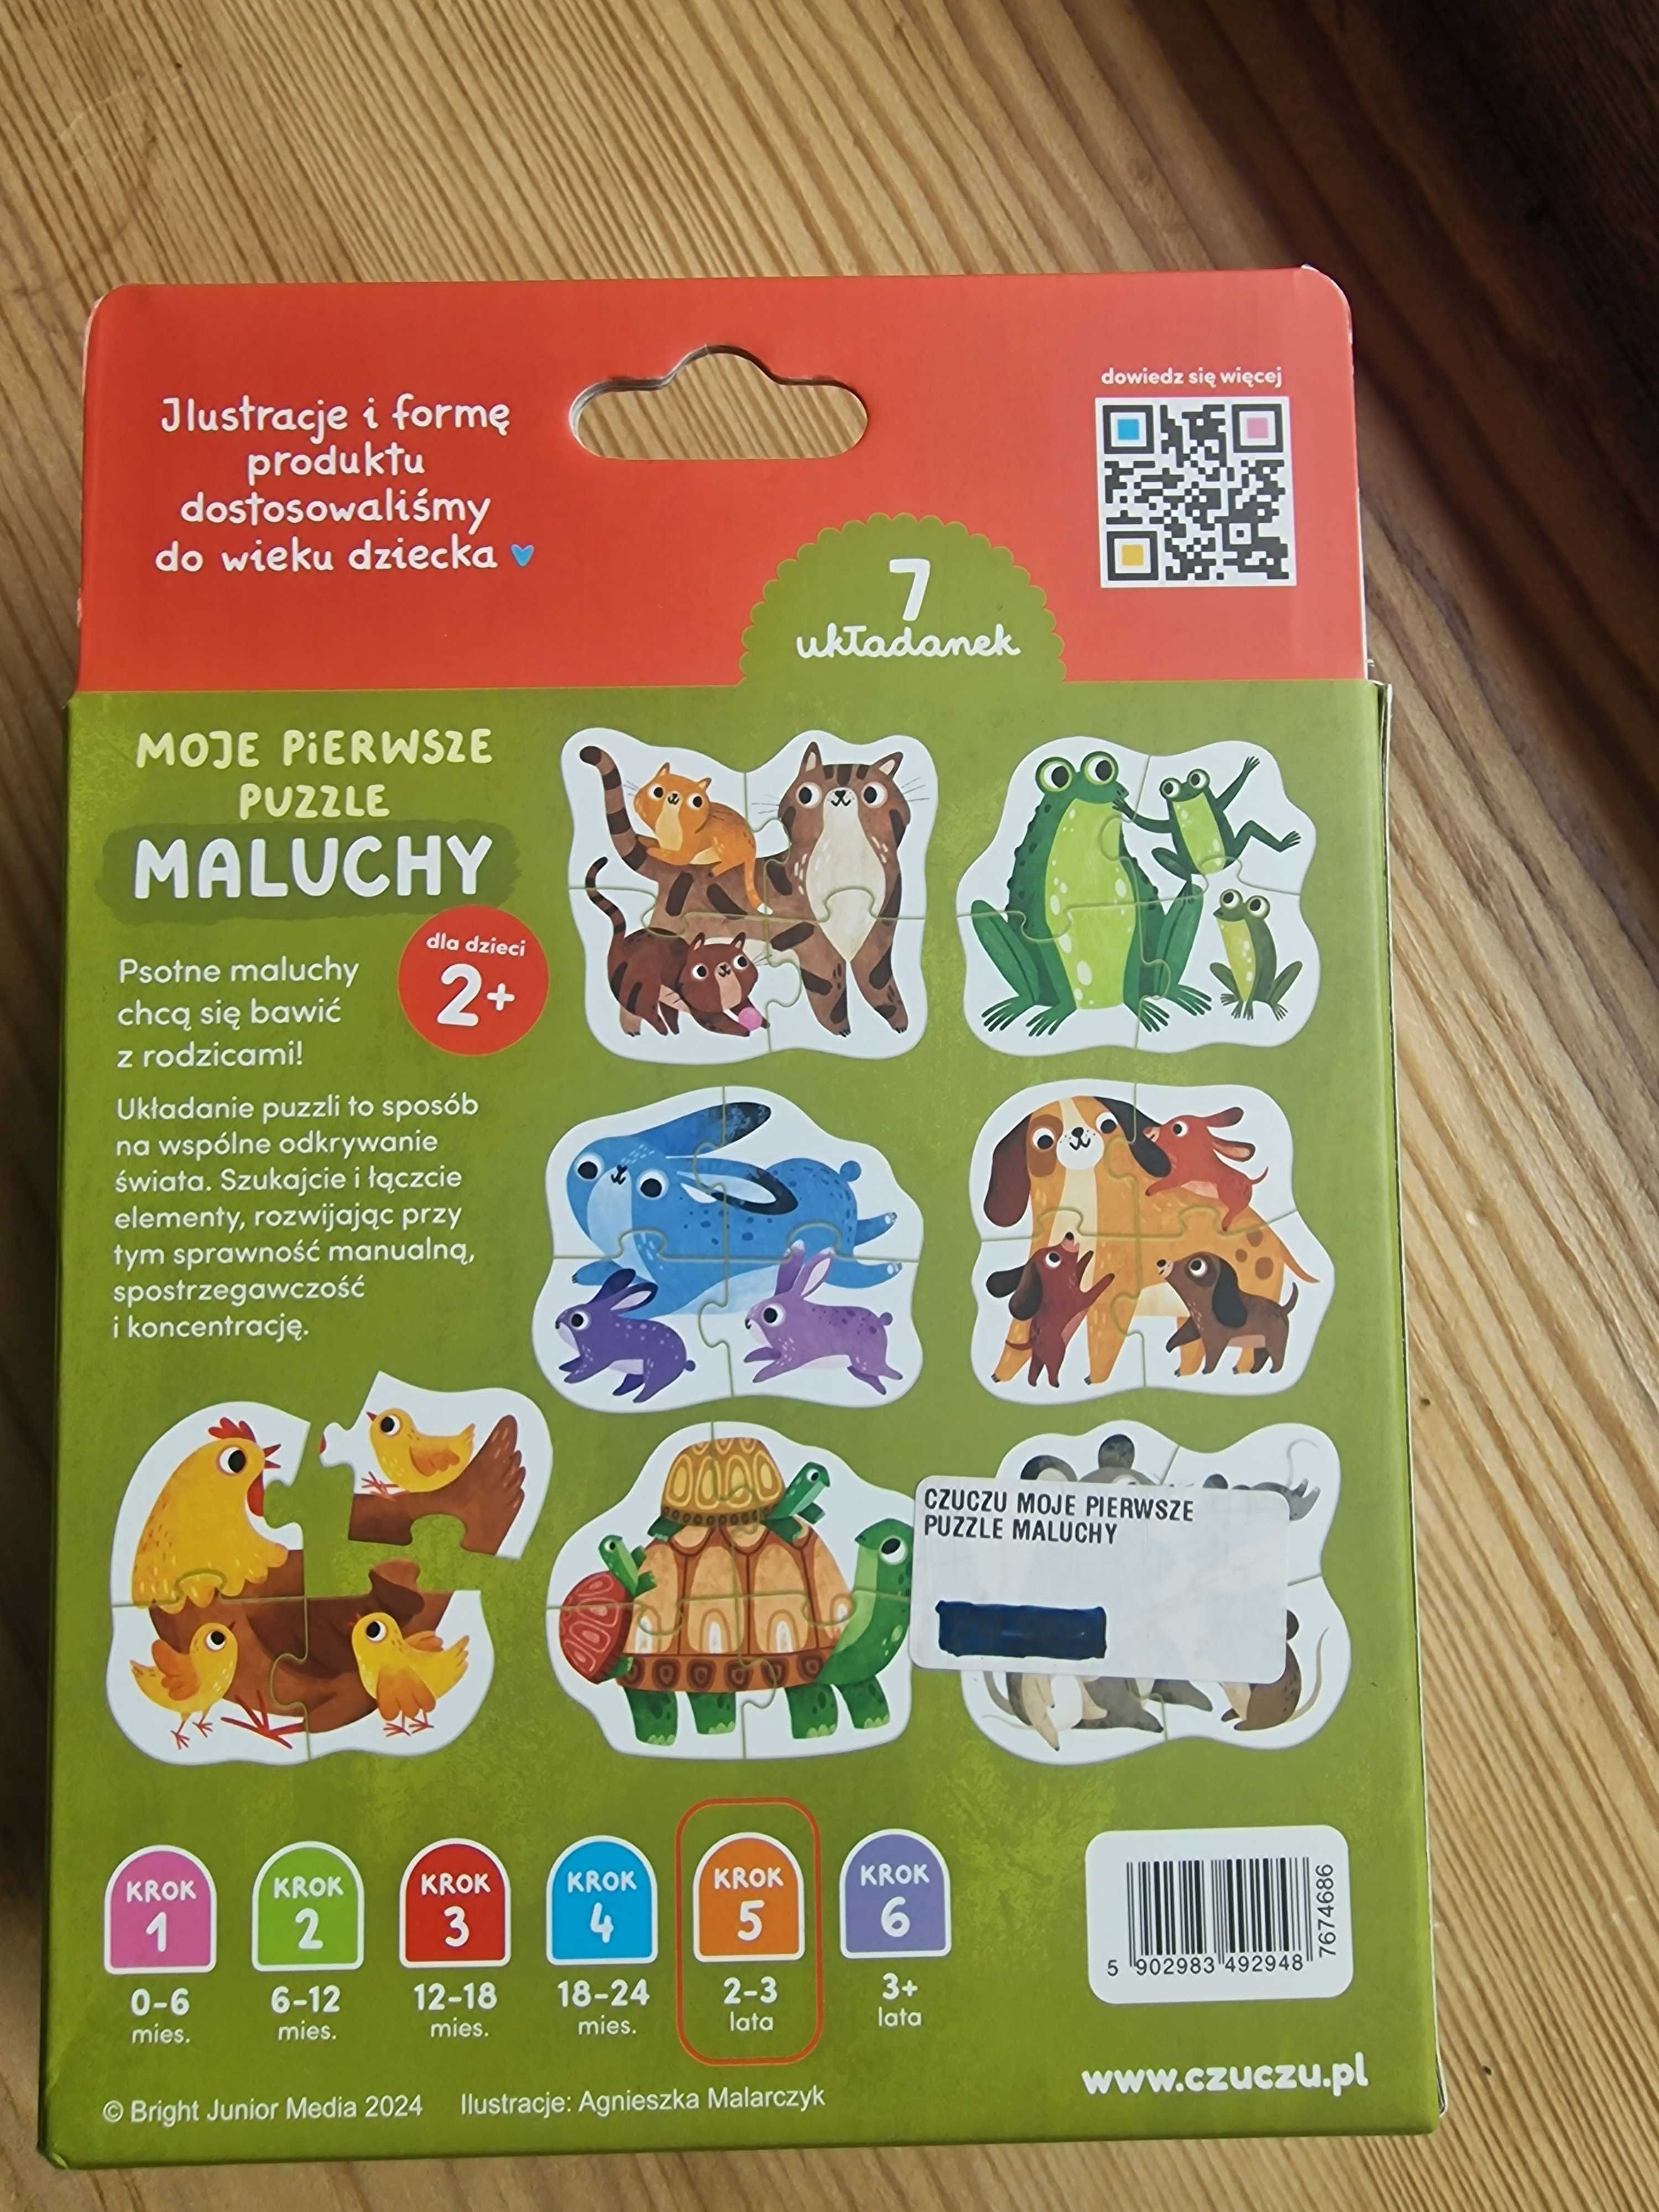 Ilustracje i formę
produktu
dostosowaliśmy
do wieku dziecka
dowiedz się więcej
7
układanek
MOJE PIERWSZE
PUZZLE
MALUCHY
dla dzieci
2+
Psotne maluchy
chcą się bawić
z rodzicami!
Układanie puzzli to sposób
na wspólne odkrywanie
świata. Szukajcie i łączcie
elementy, rozwijając przy
tym sprawność manualną,
spostrzegawczość
i koncentrację.
CZUCZU MOJE PIERWSZE
PUZZLE MALUCHY
KROK
1
0-6
mies.
KROK
2
6-12
mies.
KROK
3
12-18
mies.
KROK
4
18-24
mies.
KROK
5
2-3
lata
KROK
6
3+
lata
5 902983 492948
7674686
www.czuczu.pl
© Bright Junior Media 2024 Ilustracje: Agnieszka Malarczyk